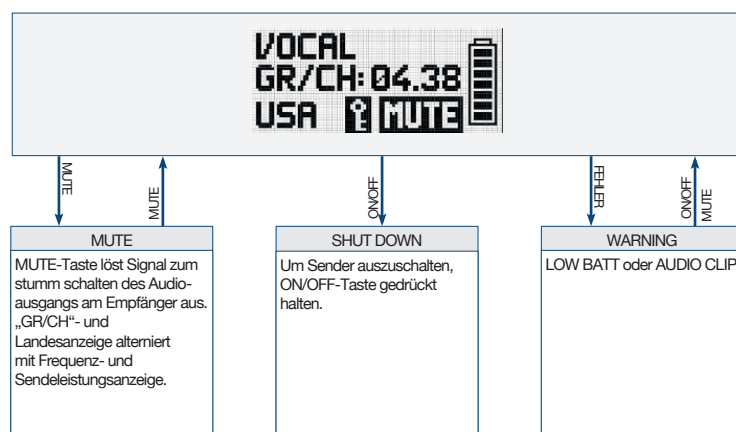 VOCAL
GR/CH: 04.38
USA MUTE
MUTE
MUTE
ON/OFF
FEHLER
ON/OFF
MUTE
MUTE
MUTE-Taste löst Signal zum
stumm schalten des Audio-
ausgangs am Empfänger aus.
„GR/CH“- und
Landesanzeige alterniert
mit Frequenz- und
Sendeleistungsanzeige.
SHUT DOWN
Um Sender auszuschalten,
ON/OFF-Taste gedrückt
halten.
WARNING
LOW BATT oder AUDIO CLIP